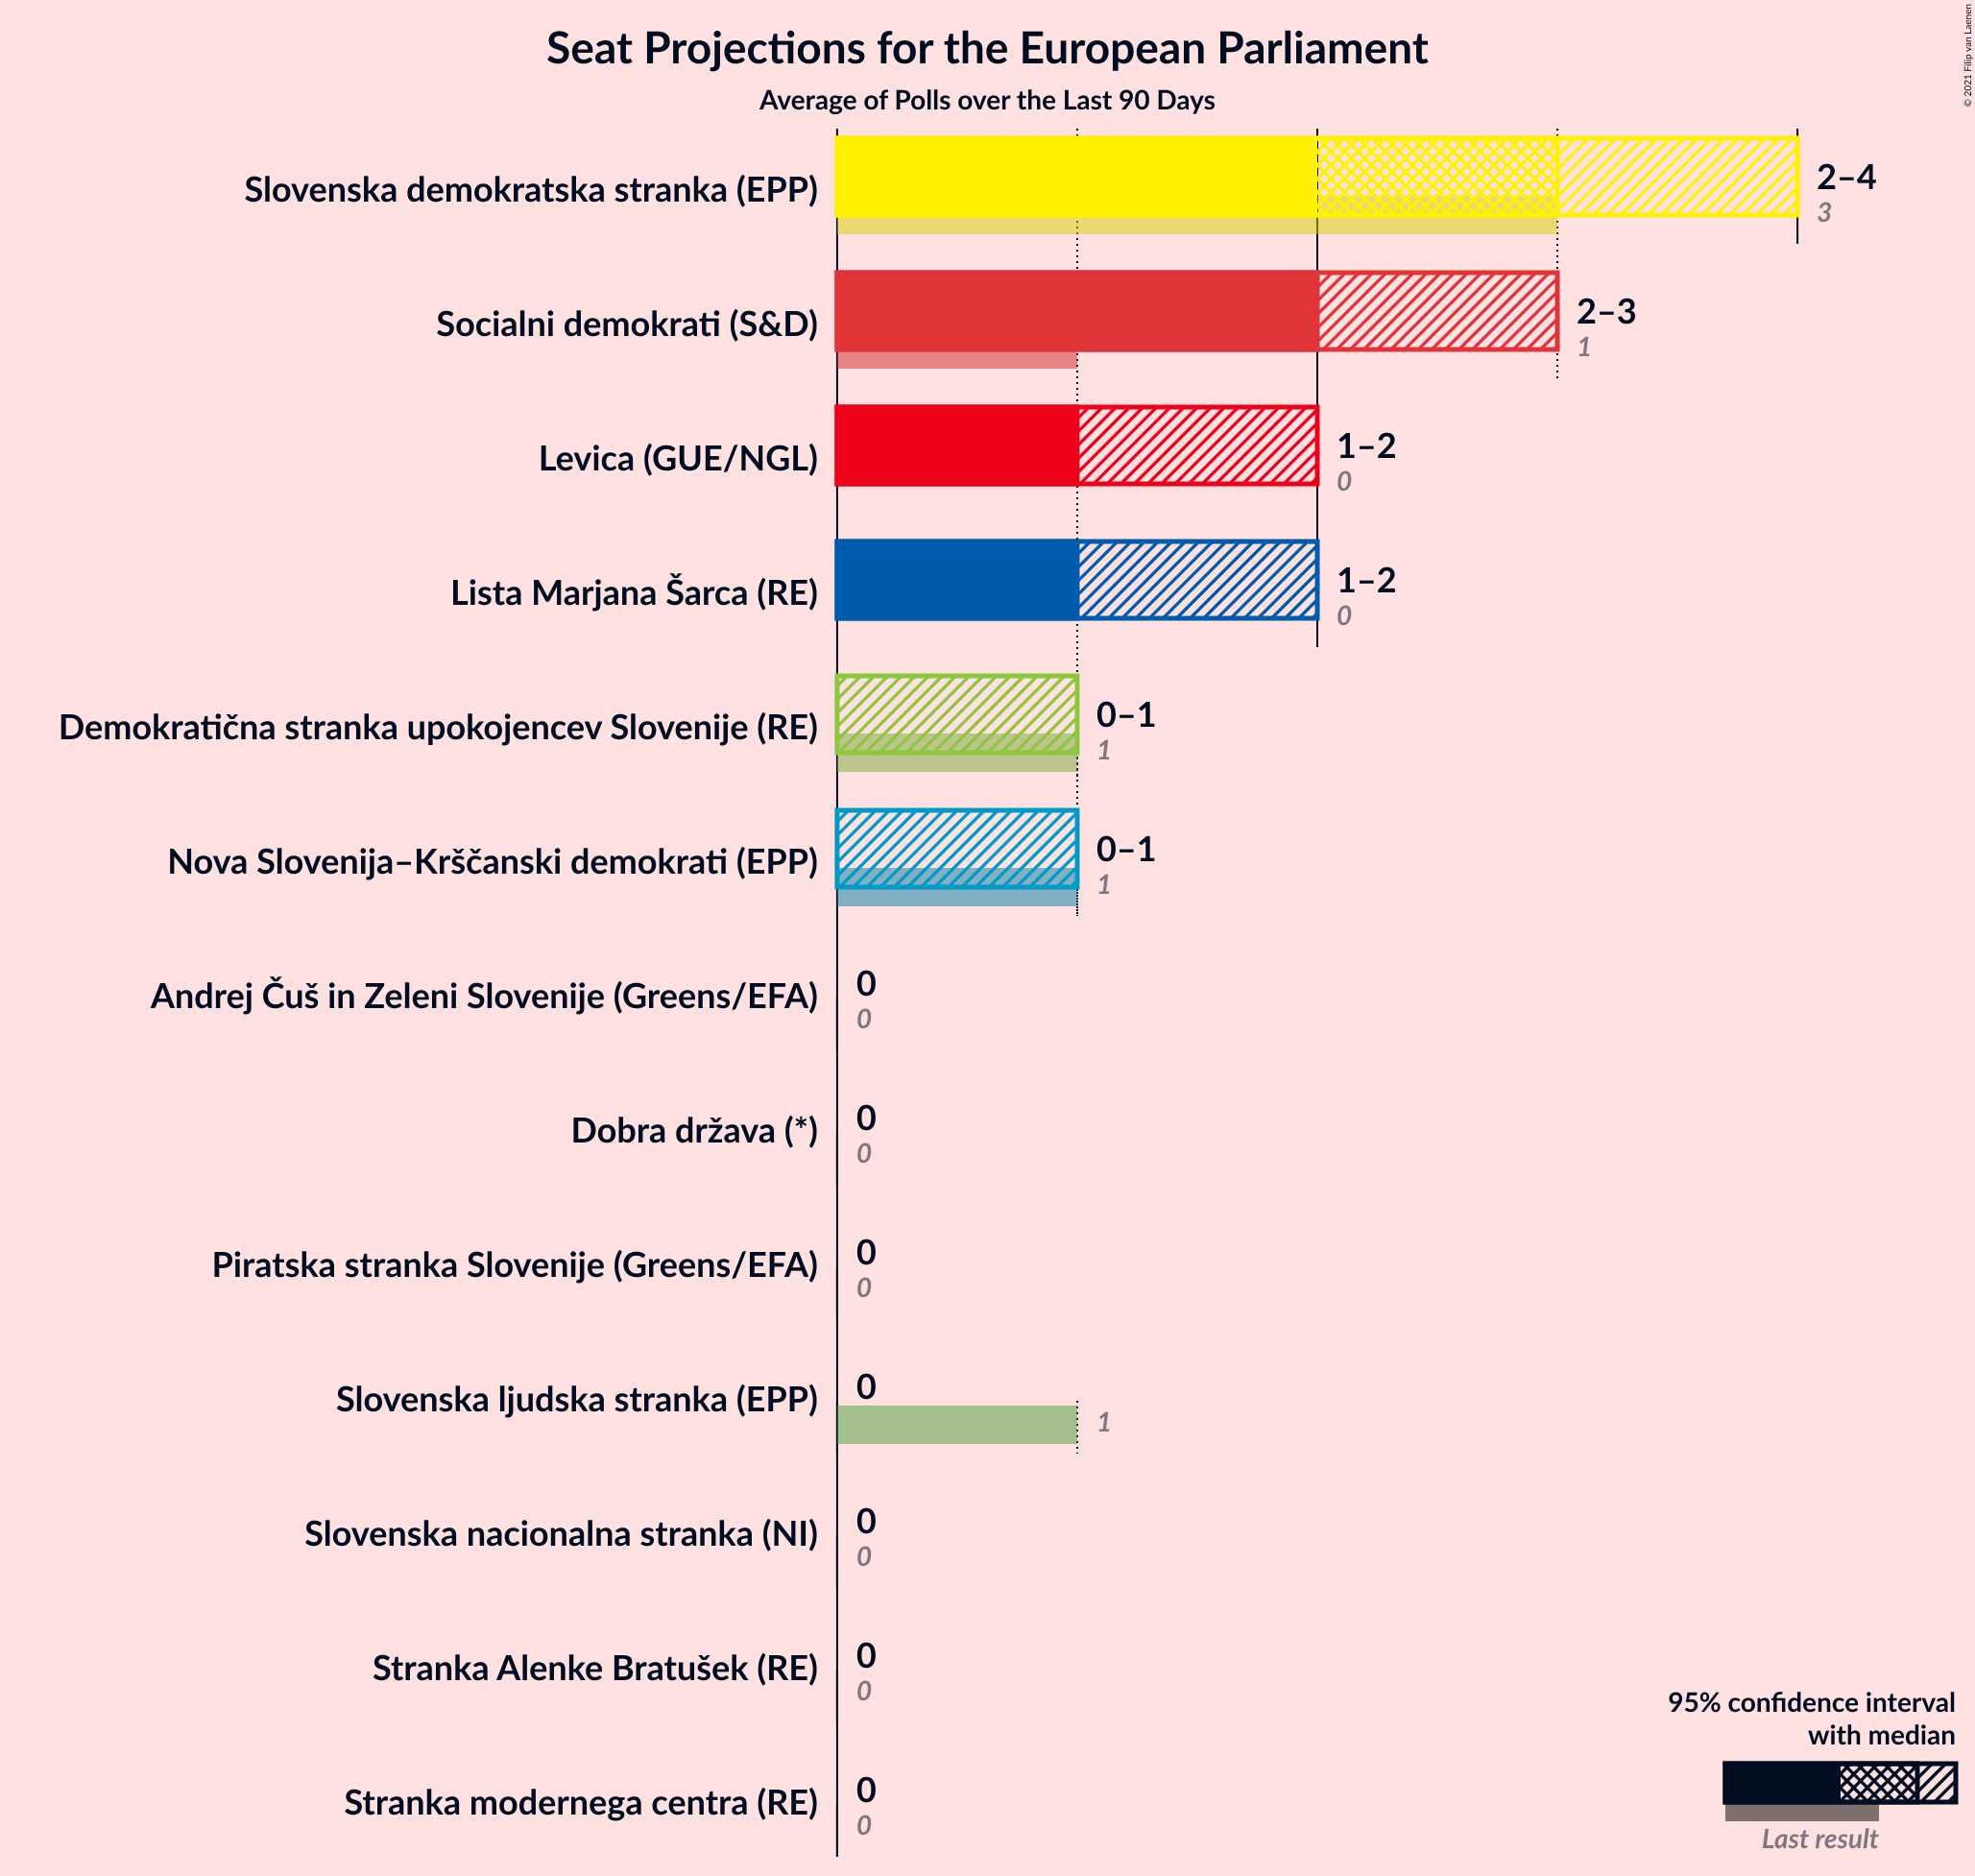 © 2021 Filip van Laenen
Seat Projections for the European Parliament
Average of Polls over the Last 90 Days
Slovenska demokratska stranka (EPP)
2–4
3
Socialni demokrati (S&D)
2–3
1
Levica (GUE/NGL)
1–2
0
Lista Marjana Šarca (RE)
1–2
0
Demokratična stranka upokojencev Slovenije (RE)
0–1
1
Nova Slovenija–Krščanski demokrati (EPP)
0–1
1
Andrej Čuš in Zeleni Slovenije (Greens/EFA)
0
0
Dobra država (*)
0
0
Piratska stranka Slovenije (Greens/EFA)
0
0
Slovenska ljudska stranka (EPP)
0
1
Slovenska nacionalna stranka (NI)
0
0
Stranka Alenke Bratušek (RE)
0
0
Stranka modernega centra (RE)
0
0
95% confidence interval
with median
Last result